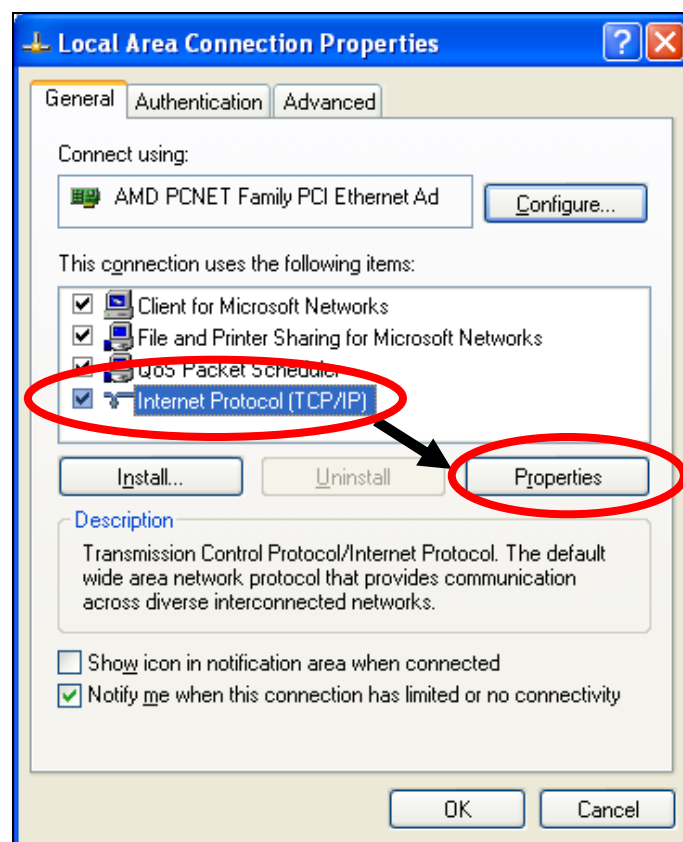 Local Area Connection Properties
General Authentication Advanced
Connect using:
AMD PCNET Family PCI Ethernet Ad
Configure...
This connection uses the following items:
Client for Microsoft Networks
File and Printer Sharing for Microsoft Networks
QoS Packet Scheduler
Internet Protocol (TCP/IP)
Install... Uninstall Properties
Description
Transmission Control Protocol/Internet Protocol. The default
wide area network protocol that provides communication
across diverse interconnected networks.
Show icon in notification area when connected
Notify me when this connection has limited or no connectivity
OK Cancel